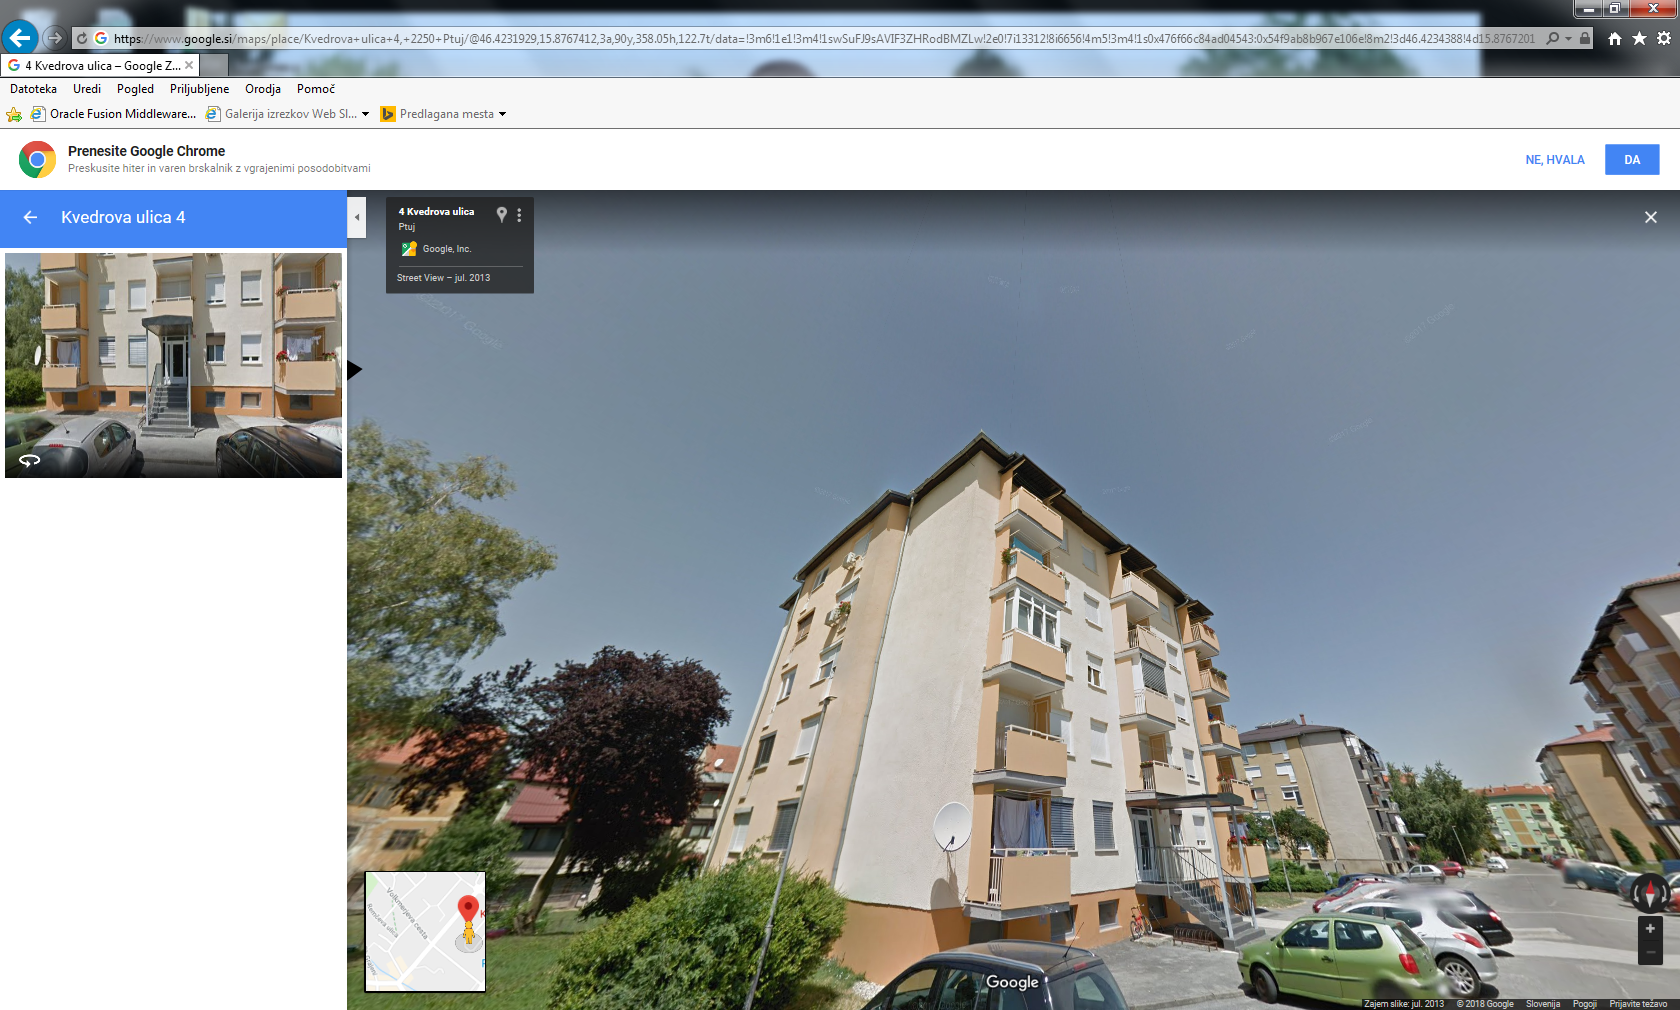 https://www.google.si/maps/place/Kvedrova+ulica+4,+2250+Ptuj/@46.4231929,15.8767412,3a,90y,358.05h,122.7t/data=!3m6!1e1!3m4!1swSuFJ9sAVIF3ZHRodBMZLw!2e0!7i13312!8i6656!4m5!3m4!1s0x476f66c84ad04543:0x54f9ab8b967e106e!8m2!3d46.4234388!4d15.8767201
4 Kvedrova ulica – Google Z...
Datoteka Uredi Pogled Priljubljene Orodja Pomoč
Oracle Fusion Middleware... Galerija izrezkov Web Sl... Predlagana mesta
Prenesite Google Chrome
Preskusite hiter in varen brskalnik z vgrajenimi posodobitvami
NE, HVALA DA
Kvedrova ulica 4
4 Kvedrova ulica
Ptuj
Google, Inc.
Street View – jul. 2013
Volkmerjeva cesta
Remčeva ulica
K
Google
Zajem slike: jul. 2013 © 2018 Google Slovenija Pogoji Prijavite težavo